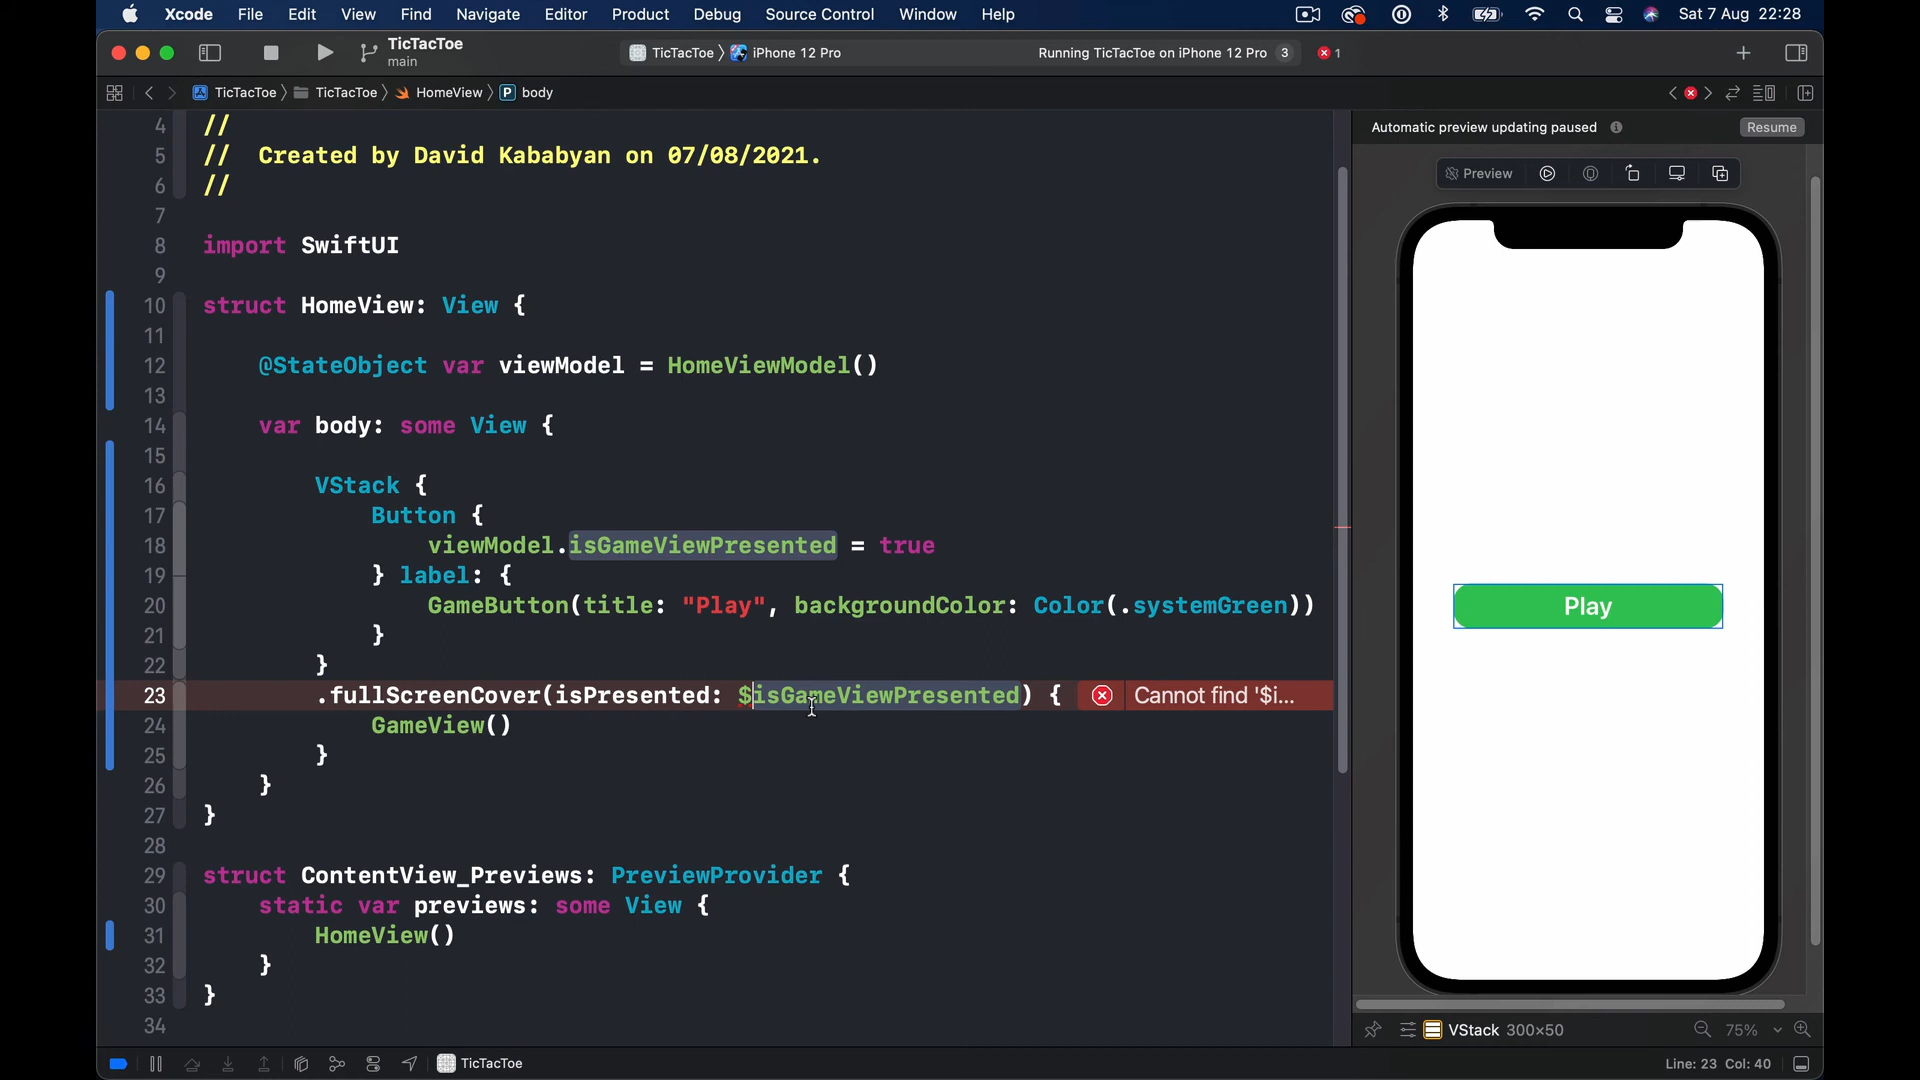 Xcode File Edit View Find Navigate Editor Product Debug Source Control Window Help Sat 7 Aug 22:28
TicTacToe
main
TicTacToe 〉 iPhone 12 Pro
Running TicTacToe on iPhone 12 Pro 3 1
TicTacToe 〉 TicTacToe 〉 HomeView 〉 P body
Automatic preview updating paused Resume
Preview
4 //
5 //  Created by David Kababyan on 07/08/2021.
6 //
7
8 import SwiftUI
9
10 struct HomeView: View {
11
12     @StateObject var viewModel = HomeViewModel()
13
14     var body: some View {
15
16         VStack {
17             Button {
18                 viewModel.isGameViewPresented = true
19             } label: {
20                 GameButton(title: "Play", backgroundColor: Color(.systemGreen))
21             }
22         }
23         .fullScreenCover(isPresented: $isGameViewPresented) { Cannot find '$i...
24             GameView()
25         }
26     }
27 }
28
29 struct ContentView_Previews: PreviewProvider {
30     static var previews: some View {
31         HomeView()
32     }
33 }
34
Play
VStack 300×50 75%
TicTacToe
Line: 23 Col: 40